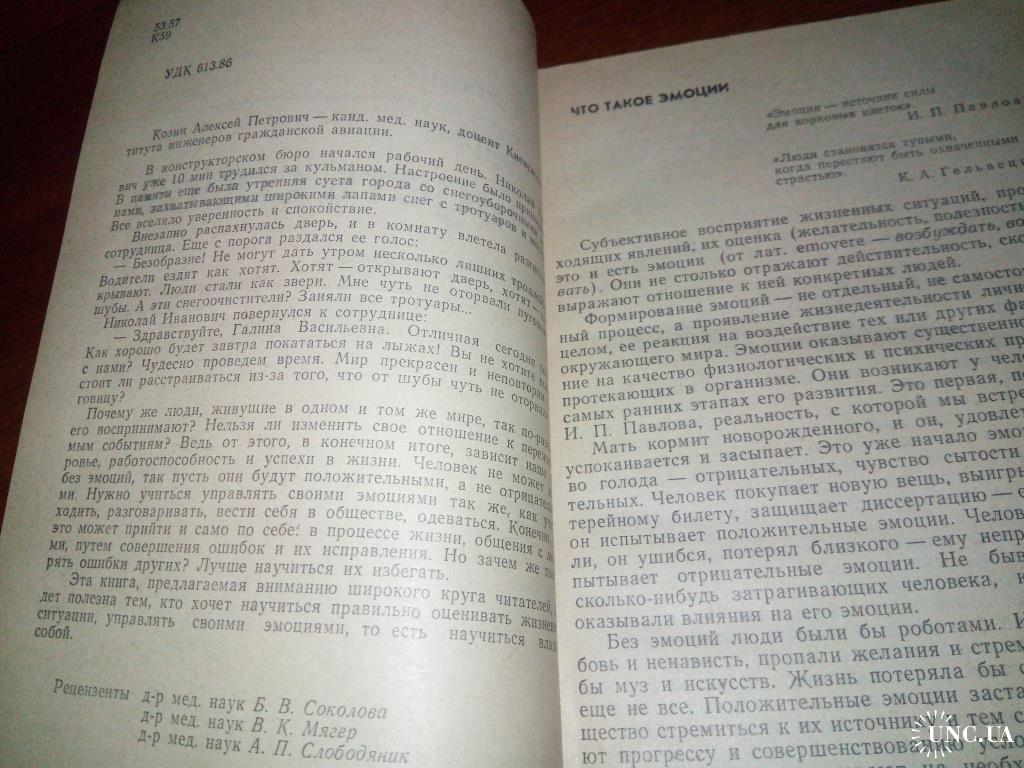 53.57
К59
УДК 613.86
Козин Алексей Петрович — канд. мед. наук, доцент
титута инженеров гражданской авиации.
В конструкторском бюро начался рабочий день. Николай
вич уже 10 мин трудился за кульманом. Настроение было
В памяти еще была утренняя суета города со снегоуборочными
нами, захватывающими широкими лапами снег с тротуаров и
Все вселяло уверенность и спокойствие.
Внезапно распахнулась дверь, и в комнату влетела
сотрудница. Еще с порога раздался ее голос:
— Безобразие! Не могут дать утром несколько лишних
Водители ездят как хотят. Хотят — открывают дверь, хотят —
крывают. Люди стали как звери. Мне чуть не оторвали
шубы. А эти снегоочистители? Заняли все тротуары...
Николай Иванович повернулся к сотруднице:
— Здравствуйте, Галина Васильевна. Отличная сегодня
Как хорошо будет завтра покататься на лыжах! Вы не хотите
с нами? Чудесно проведем время. Мир прекрасен и неповторим.
стоит ли расстраиваться из-за того, что от шубы чуть не оторвали
говицу?
Почему же люди, живущие в одном и том же мире, так по-раз
его воспринимают? Нельзя ли изменить свое отношение к
мым событиям? Ведь от этого, в конечном итоге, зависит наше
ровье, работоспособность и успехи в жизни. Человек не может
без эмоций, так пусть они будут положительными, а не отрицатель
ми. Нужно учиться управлять своими эмоциями так же, как
ходить, разговаривать, вести себя в обществе, одеваться. Конечно,
это может прийти и само по себе: в процессе жизни, общения с
ми, путем совершения ошибок и их исправления. Но зачем же
рять ошибки других? Лучше научиться их избегать.
Эта книга, предлагаемая вниманию широкого круга читателей,
дет полезна тем, кто хочет научиться правильно оценивать жизнен
ситуации, управлять своими эмоциями, то есть научиться
собой.
Рецензенты д-р мед. наук Б. В. Соколова
д-р мед. наук В. К. Мягер
д-р мед. наук А. П. Слободяник
ЧТО ТАКОЕ ЭМОЦИИ
«Эмоции — источник силы
для корковых клеток».
И. П. Павлов
«Люди становятся тупыми,
когда перестают быть охваченными
страстью».
К. А. Гельвец
Субъективное восприятие жизненных ситуаций, про
ходящих явлений, их оценка (желательность, полезность
это и есть эмоции (от лат. emovere — возбуждать, во
вать). Они не столько отражают действительность, ско
выражают отношение к ней конкретных людей.
Формирование эмоций — не отдельный, не самостоя
ный процесс, а проявление жизнедеятельности лично
целом, ее реакция на воздействие тех или других фа
окружающего мира. Эмоции оказывают существенно
ние на качество физиологических и психических пр
протекающих в организме. Они возникают у чело
самых ранних этапах его развития. Это первая, по
И. П. Павлова, реальность, с которой мы встре
Мать кормит новорожденного, и он, удовлет
успокаивается и засыпает. Это уже начало эмо
во голода — отрицательных, чувство сытости
тельных. Человек покупает новую вещь, выигры
терейному билету, защищает диссертацию —
он испытывает положительные эмоции. Челов
ли, он ушибся, потерял близкого — ему непр
пытывает отрицательные эмоции. Не быв
сколько-нибудь затрагивающих человека, к
оказывали влияния на его эмоции.
Без эмоций люди были бы роботами. И
бовь и ненависть, пропали желания и стрем
бы муз и искусств. Жизнь потеряла бы с
еще не все. Положительные эмоции заста
щество стремиться к их источнику и тем с
ют прогрессу и совершенствованию усло
UNC.UA